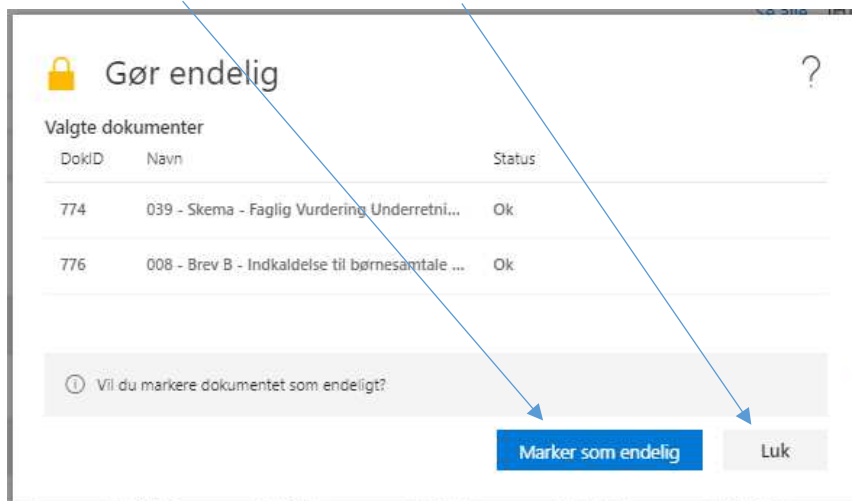 Gør endelig
?
Valgte dokumenter
DokID Navn Status
774 039 - Skema - Faglig Vurdering Underretni... Ok
776 008 - Brev B - Indkaldelse til børnesamtale ... Ok
Vil du markere dokumentet som endeligt?
Marker som endelig Luk